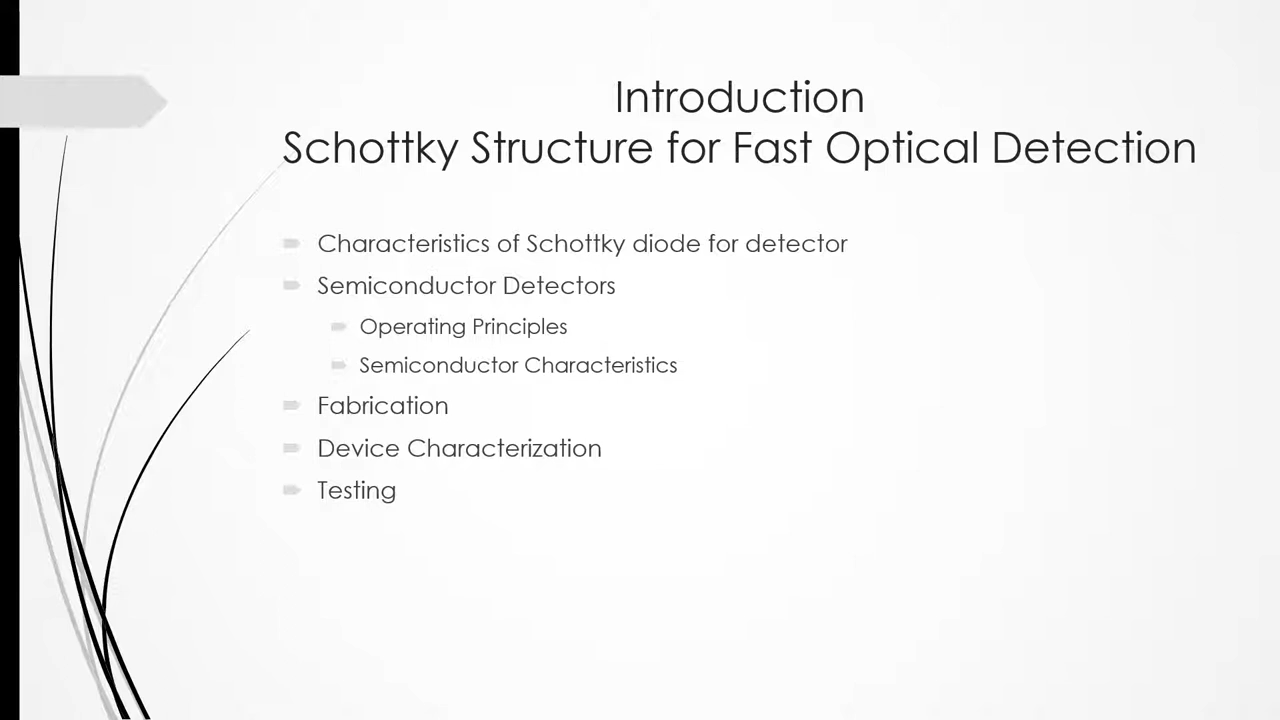 Introduction
Schottky Structure for Fast Optical Detection
Characteristics of Schottky diode for detector
Semiconductor Detectors
Operating Principles
Semiconductor Characteristics
Fabrication
Device Characterization
Testing